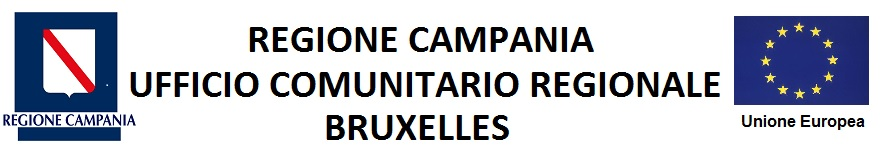 REGIONE CAMPANIA
UFFICIO COMUNITARIO REGIONALE
BRUXELLES
REGIONE CAMPANIA
Unione Europea